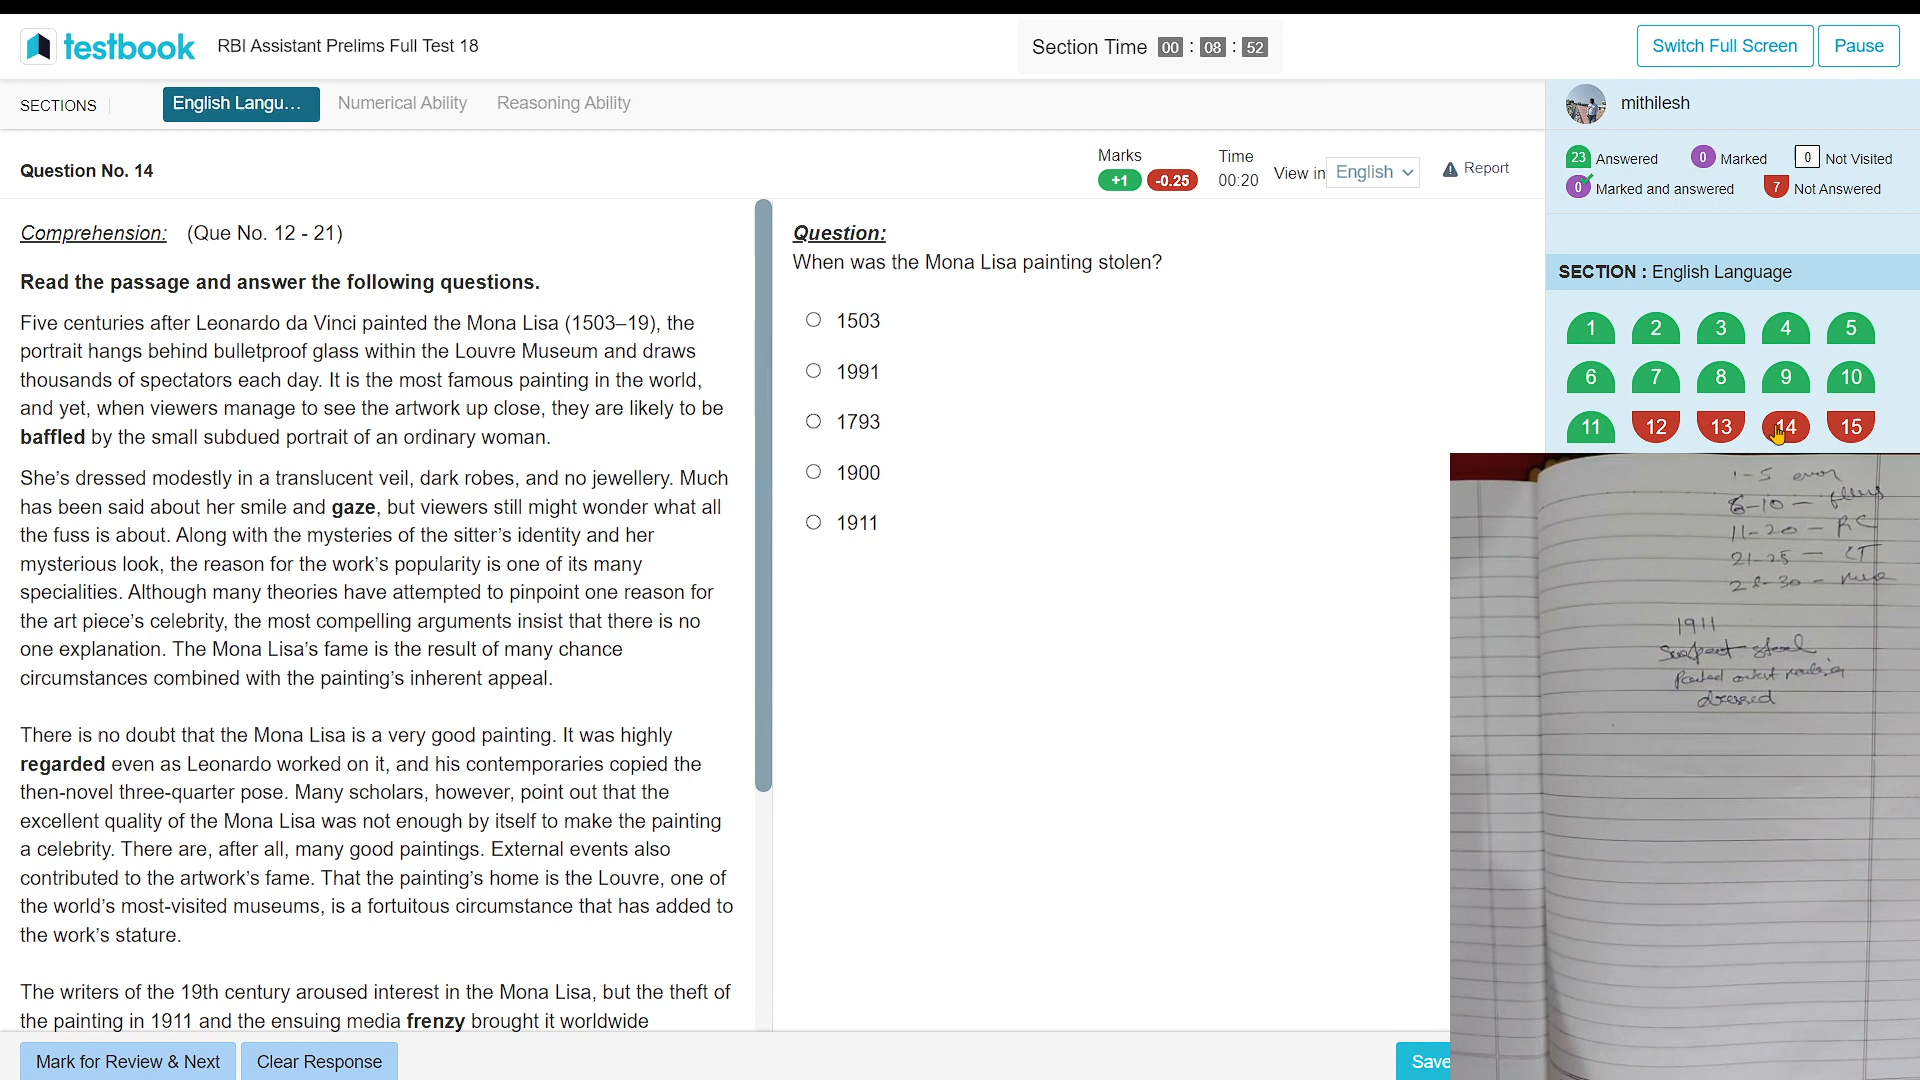 testbook
RBI Assistant Prelims Full Test 18
Section Time 00 : 08 : 52
Switch Full Screen
Pause
SECTIONS
English Langu...
Numerical Ability
Reasoning Ability
mithilesh
Question No. 14
Marks
+1 -0.25
Time
00:20
View in English
Report
23 Answered
0 Marked
0 Not Visited
0 Marked and answered
7 Not Answered
Comprehension: (Que No. 12 - 21)
Read the passage and answer the following questions.
Five centuries after Leonardo da Vinci painted the Mona Lisa (1503–19), the
portrait hangs behind bulletproof glass within the Louvre Museum and draws
thousands of spectators each day. It is the most famous painting in the world,
and yet, when viewers manage to see the artwork up close, they are likely to be
baffled by the small subdued portrait of an ordinary woman.
She's dressed modestly in a translucent veil, dark robes, and no jewellery. Much
has been said about her smile and gaze, but viewers still might wonder what all
the fuss is about. Along with the mysteries of the sitter's identity and her
mysterious look, the reason for the work's popularity is one of its many
specialities. Although many theories have attempted to pinpoint one reason for
the art piece's celebrity, the most compelling arguments insist that there is no
one explanation. The Mona Lisa's fame is the result of many chance
circumstances combined with the painting's inherent appeal.
There is no doubt that the Mona Lisa is a very good painting. It was highly
regarded even as Leonardo worked on it, and his contemporaries copied the
then-novel three-quarter pose. Many scholars, however, point out that the
excellent quality of the Mona Lisa was not enough by itself to make the painting
a celebrity. There are, after all, many good paintings. External events also
contributed to the artwork's fame. That the painting's home is the Louvre, one of
the world's most-visited museums, is a fortuitous circumstance that has added to
the work's stature.
The writers of the 19th century aroused interest in the Mona Lisa, but the theft of
the painting in 1911 and the ensuing media frenzy brought it worldwide
Question:
When was the Mona Lisa painting stolen?
1503
1991
1793
1900
1911
SECTION : English Language
1 2 3 4 5
6 7 8 9 10
11 12 13 14 15
1-5 error
6-10 –
11-20 – RC
21-25 – CT
30 –
1911
dressed
Mark for Review & Next
Clear Response
Save